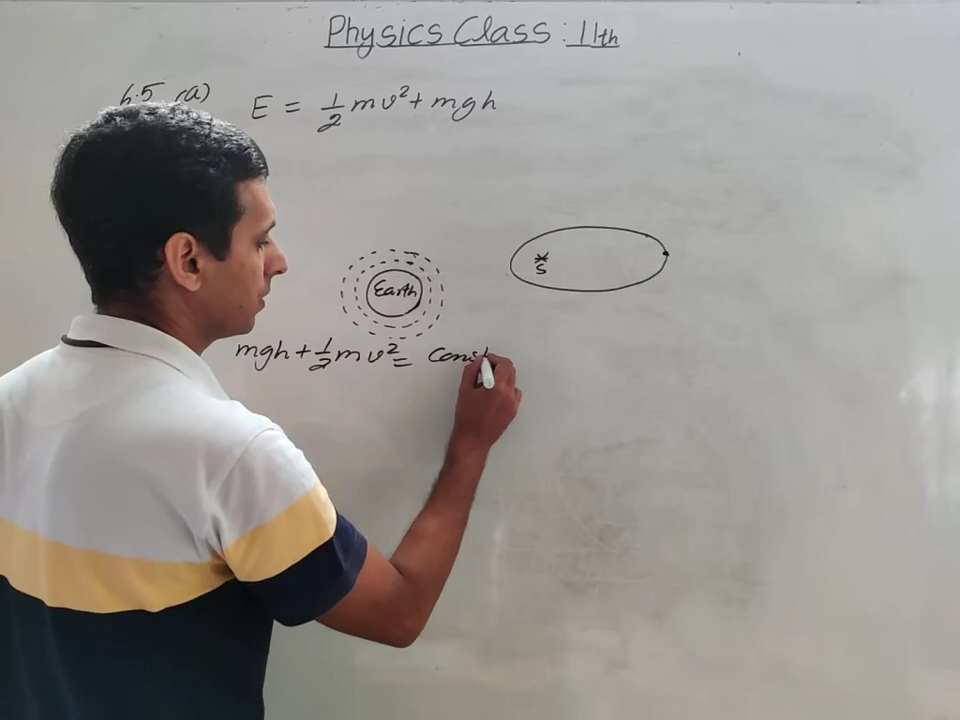 Physics Class : 11th
6.5 (a)
E = 1/2 mv² + mgh
S
Earth
mgh + 1/2 mv² = const